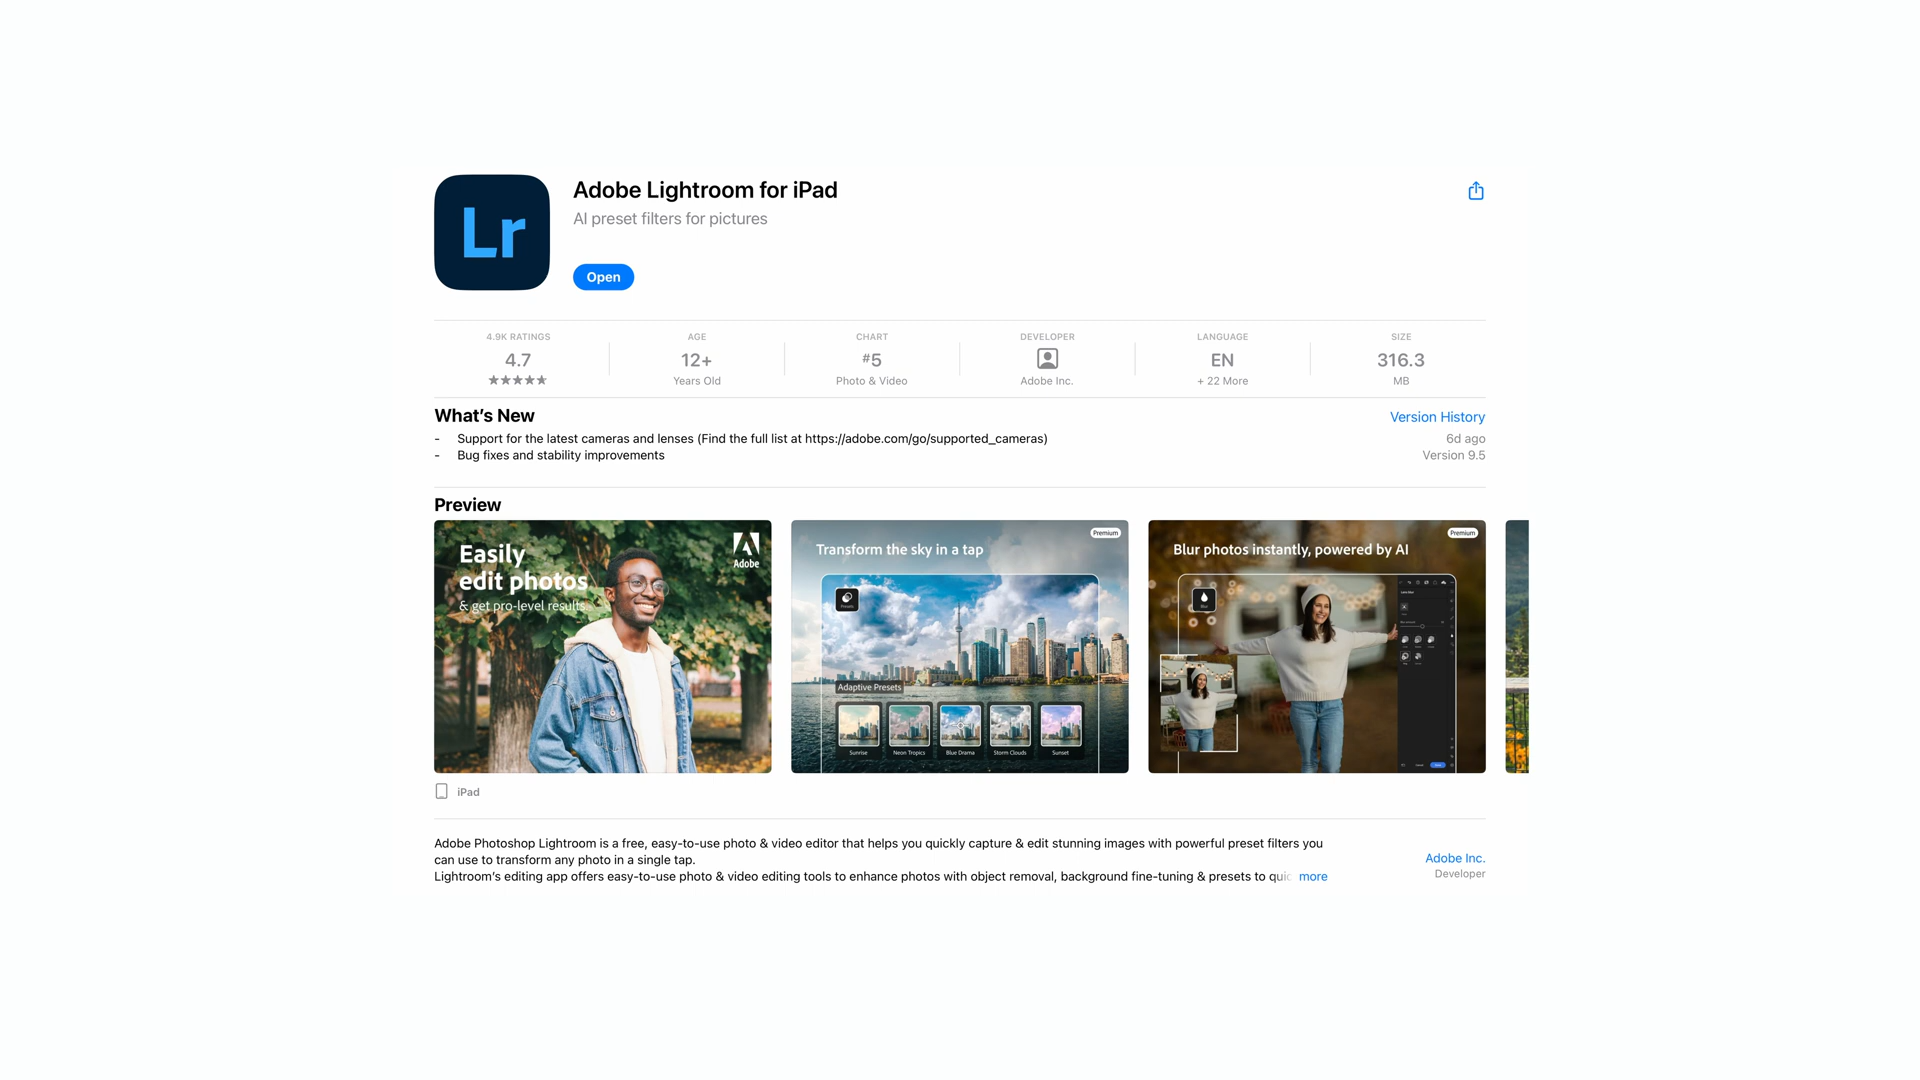 Lr
Adobe Lightroom for iPad
AI preset filters for pictures
Open
4.9K RATINGS
4.7
AGE
12+
Years Old
CHART
#5
Photo & Video
DEVELOPER
Adobe Inc.
LANGUAGE
EN
+ 22 More
SIZE
316.3
MB
What's New
Version History
- Support for the latest cameras and lenses (Find the full list at https://adobe.com/go/supported_cameras)
6d ago
- Bug fixes and stability improvements
Version 9.5
Preview
Easily
edit photos
& get pro-level results
Adobe
Premium
Transform the sky in a tap
Presets
Adaptive Presets
Sunrise
Neon Tropics
Blue Drama
Storm Clouds
Sunset
Premium
Blur photos instantly, powered by AI
Blur
iPad
Adobe Photoshop Lightroom is a free, easy-to-use photo & video editor that helps you quickly capture & edit stunning images with powerful preset filters you
can use to transform any photo in a single tap.
Lightroom's editing app offers easy-to-use photo & video editing tools to enhance photos with object removal, background fine-tuning & presets to quic more
Adobe Inc.
Developer